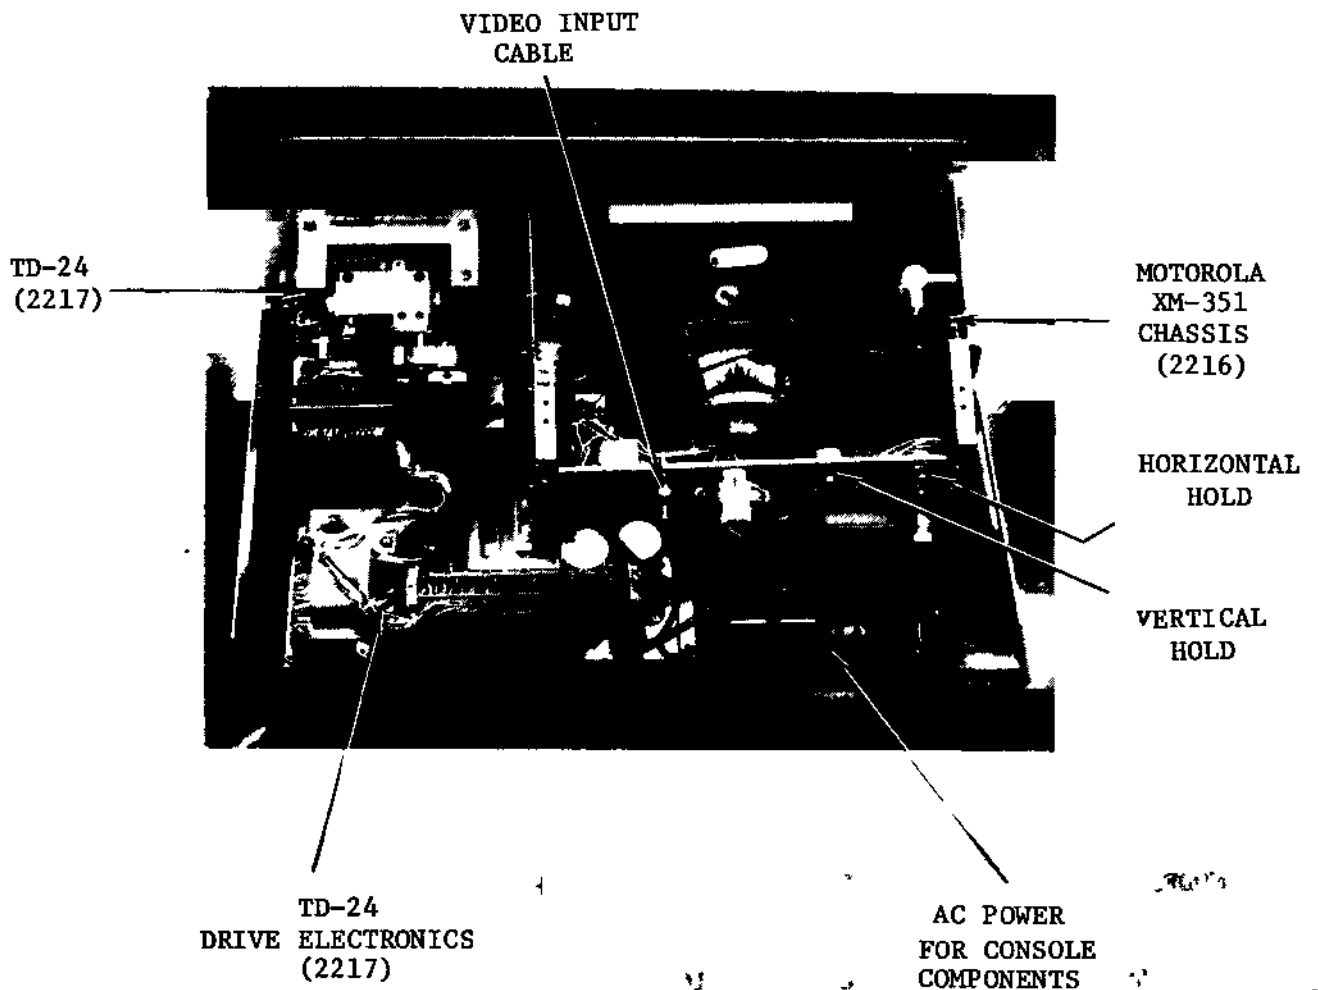 VIDEO INPUT
CABLE
TD-24
(2217)
MOTOROLA
XM-351
CHASSIS
(2216)
HORIZONTAL
HOLD
VERTICAL
HOLD
TD-24
DRIVE ELECTRONICS
(2217)
AC POWER
FOR CONSOLE
COMPONENTS